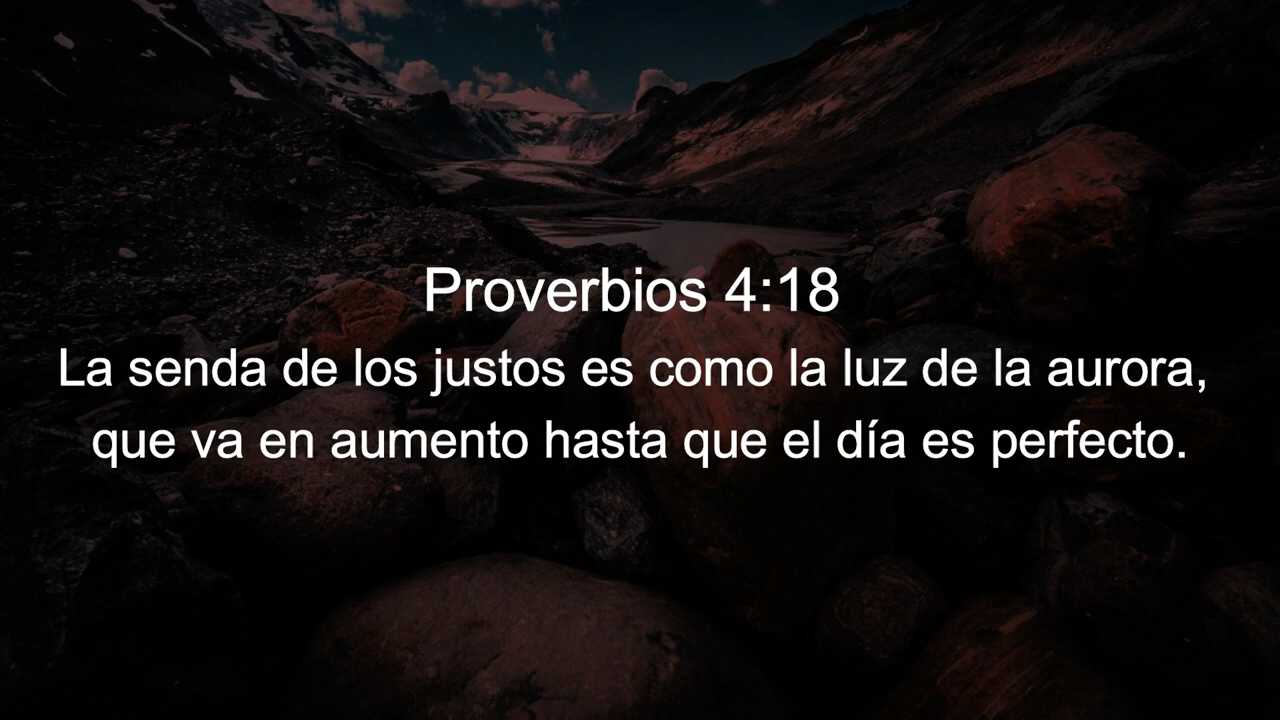 Proverbios 4:18
La senda de los justos es como la luz de la aurora,
que va en aumento hasta que el día es perfecto.